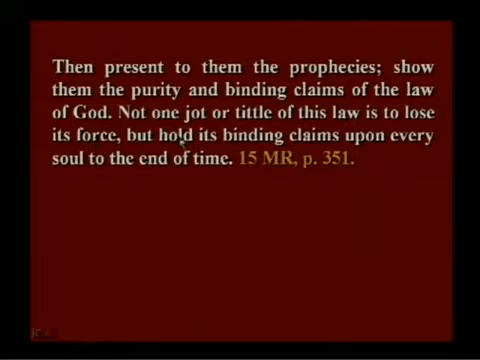 Then present to them the prophecies; show
them the purity and binding claims of the law
of God. Not one jot or tittle of this law is to lose
its force, but hold its binding claims upon every
soul to the end of time. 15 MR, p. 351.